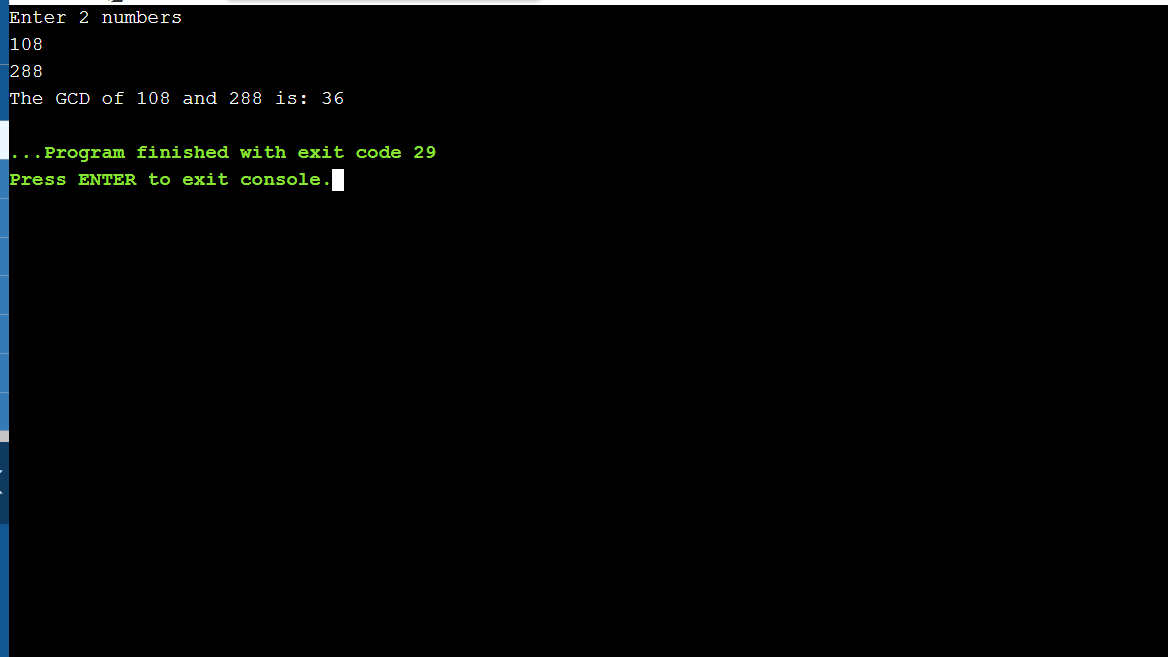 Enter 2 numbers
108
288
The GCD of 108 and 288 is: 36
...Program finished with exit code 29
Press ENTER to exit console.